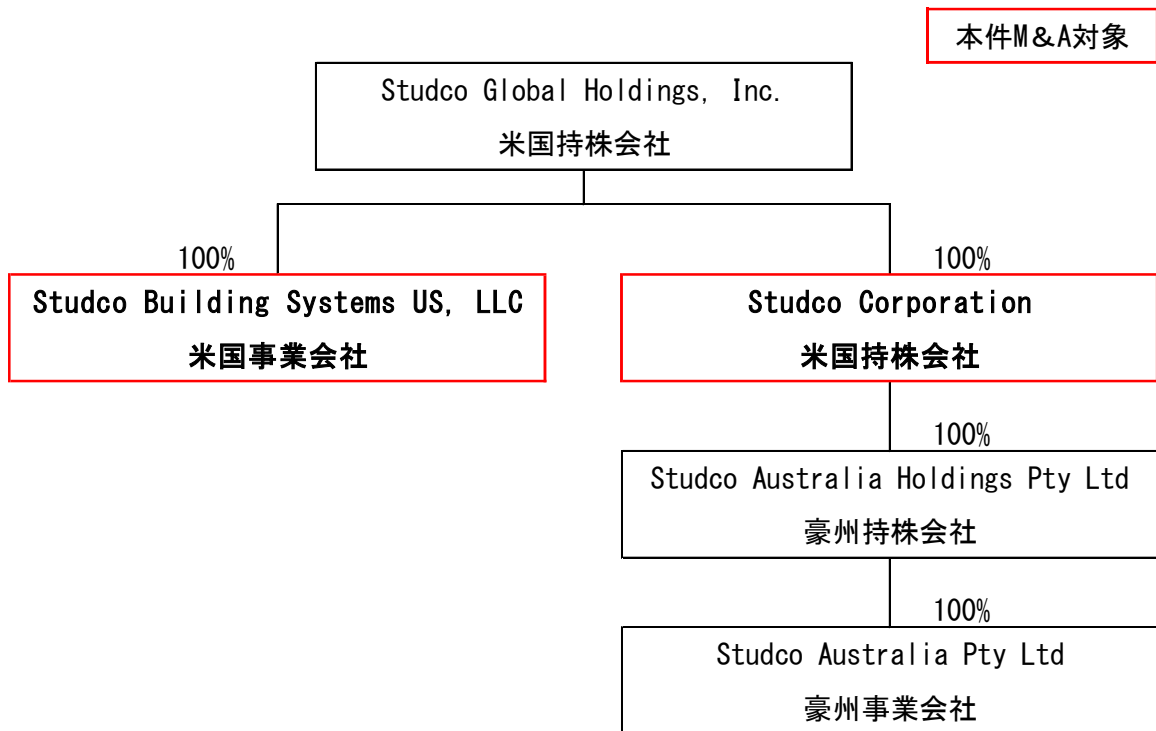 本件M&A対象
Studco Global Holdings, Inc.
米国持株会社
100%
100%
Studco Building Systems US, LLC
米国事業会社
Studco Corporation
米国持株会社
100%
Studco Australia Holdings Pty Ltd
豪州持株会社
100%
Studco Australia Pty Ltd
豪州事業会社